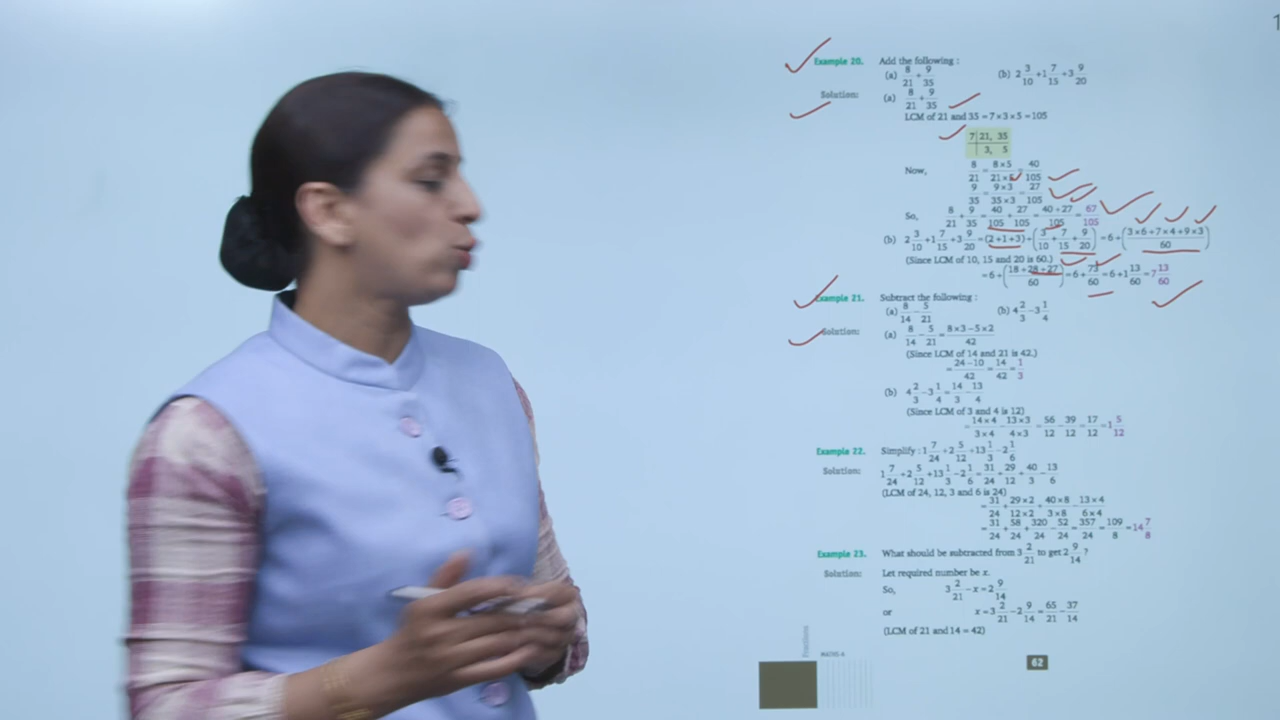 1
Example 20. Add the following :
(a) 8/21 + 9/35 (b) 2 3/10 + 1 7/15 + 3 9/20
Solution: (a) 8/21 + 9/35
LCM of 21 and 35 = 7 × 3 × 5 = 105
7 | 21, 35
3, 5
Now, 8/21 = 8×5/21×5 = 40/105
9/35 = 9×3/35×3 = 27/105
So, 8/21 + 9/35 = 40/105 + 27/105 = 40+27/105 = 67/105
(b) 2 3/10 + 1 7/15 + 3 9/20 = (2+1+3) + (3/10 + 7/15 + 9/20) = 6 + (3×6+7×4+9×3/60)
(Since LCM of 10, 15 and 20 is 60.)
= 6 + (18+28+27/60) = 6 + 73/60 = 6 + 1 13/60 = 7 13/60
Example 21. Subtract the following :
(a) 8/14 − 5/21 (b) 4 2/3 − 3 1/4
Solution: (a) 8/14 − 5/21 = 8×3−5×2/42
(Since LCM of 14 and 21 is 42.)
= 24−10/42 = 14/42 = 1/3
(b) 4 2/3 − 3 1/4 = 14/3 − 13/4
(Since LCM of 3 and 4 is 12)
= 14×4/3×4 − 13×3/4×3 = 56/12 − 39/12 = 17/12 = 1 5/12
Example 22. Simplify : 1 7/24 + 2 5/12 + 13 1/3 − 2 1/6
Solution: 1 7/24 + 2 5/12 + 13 1/3 − 2 1/6 = 31/24 + 29/12 + 40/3 − 13/6
(LCM of 24, 12, 3 and 6 is 24)
= 31/24 + 29×2/12×2 + 40×8/3×8 − 13×4/6×4
= 31/24 + 58/24 + 320/24 − 52/24 = 357/24 = 109/8 = 14 7/8
Example 23. What should be subtracted from 3 2/21 to get 2 9/14 ?
Solution: Let required number be x.
So, 3 2/21 − x = 2 9/14
or x = 3 2/21 − 2 9/14 = 65/21 − 37/14
(LCM of 21 and 14 = 42)
Fractions
MATHS-6
62